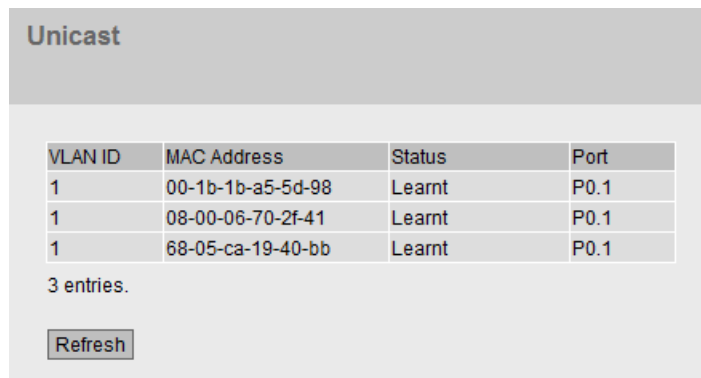 Unicast
VLAN ID MAC Address Status Port
1 00-1b-1b-a5-5d-98 Learnt P0.1
1 08-00-06-70-2f-41 Learnt P0.1
1 68-05-ca-19-40-bb Learnt P0.1
3 entries.
Refresh